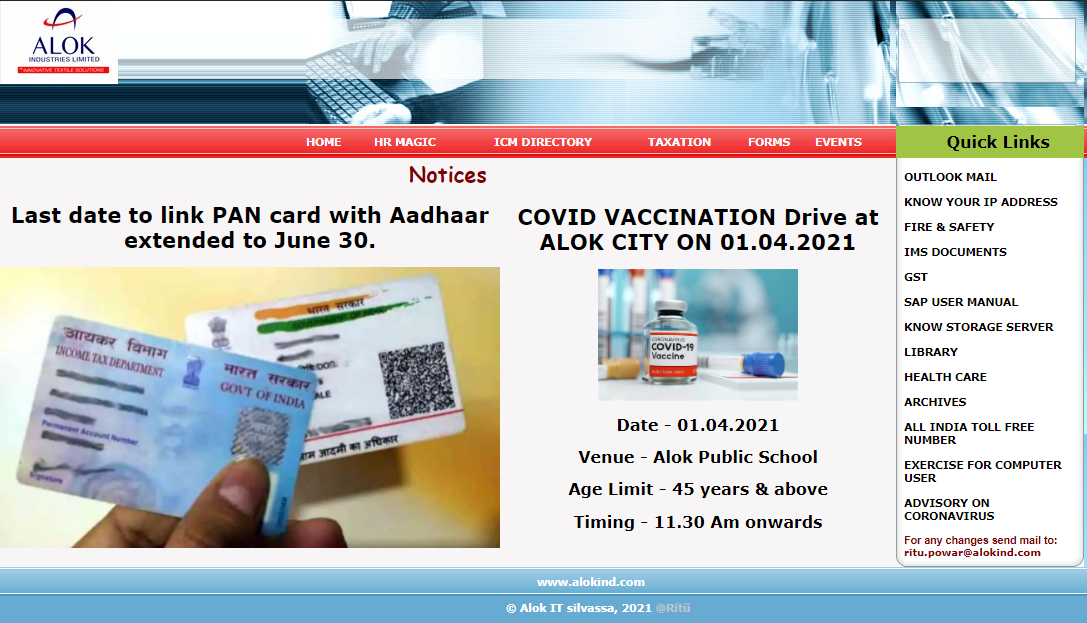 ALOK
INDUSTRIES LIMITED
INNOVATIVE TEXTILE SOLUTIONS
HOME
HR MAGIC
ICM DIRECTORY
TAXATION
FORMS
EVENTS
Notices
Last date to link PAN card with Aadhaar
extended to June 30.
आयकर विभाग
INCOME TAX DEPARTMENT
भारत सरकार
GOVT OF INDIA
Permanent Account Number
Signature
भारत सरकार
GOVERNMENT OF INDIA
आम आदमी का अधिकार
COVID VACCINATION Drive at
ALOK CITY ON 01.04.2021
CORONAVIRUS
COVID-19
Vaccine
INJECTION ONLY
Date - 01.04.2021
Venue - Alok Public School
Age Limit - 45 years & above
Timing - 11.30 Am onwards
Quick Links
OUTLOOK MAIL
KNOW YOUR IP ADDRESS
FIRE & SAFETY
IMS DOCUMENTS
GST
SAP USER MANUAL
KNOW STORAGE SERVER
LIBRARY
HEALTH CARE
ARCHIVES
ALL INDIA TOLL FREE
NUMBER
EXERCISE FOR COMPUTER
USER
ADVISORY ON
CORONAVIRUS
For any changes send mail to:
ritu.powar@alokind.com
www.alokind.com
© Alok IT silvassa, 2021 @Rítü